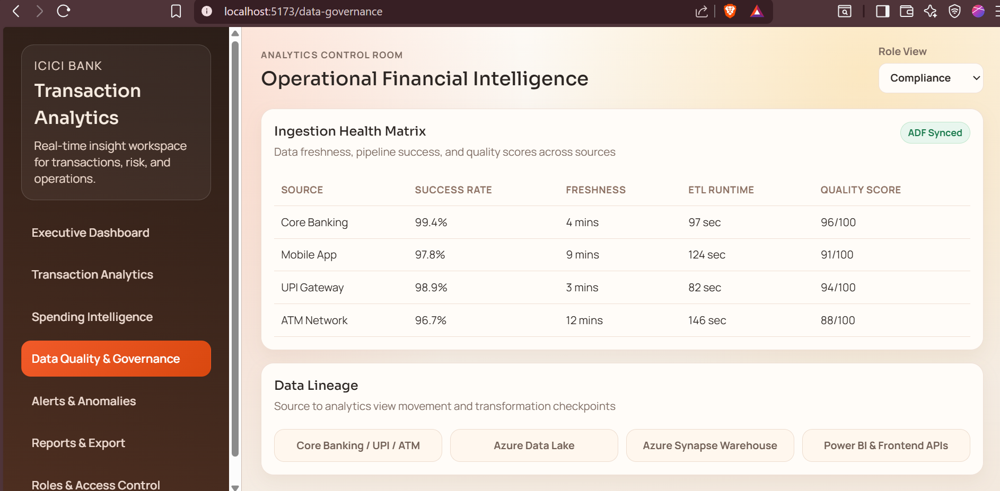 localhost:5173/data-governance
ICICI BANK
Transaction
Analytics
Real-time insight workspace
for transactions, risk, and
operations.
Executive Dashboard
Transaction Analytics
Spending Intelligence
Data Quality & Governance
Alerts & Anomalies
Reports & Export
Roles & Access Control
ANALYTICS CONTROL ROOM
Operational Financial Intelligence
Role View
Compliance
Ingestion Health Matrix
ADF Synced
Data freshness, pipeline success, and quality scores across sources
SOURCE SUCCESS RATE FRESHNESS ETL RUNTIME QUALITY SCORE
Core Banking 99.4% 4 mins 97 sec 96/100
Mobile App 97.8% 9 mins 124 sec 91/100
UPI Gateway 98.9% 3 mins 82 sec 94/100
ATM Network 96.7% 12 mins 146 sec 88/100
Data Lineage
Source to analytics view movement and transformation checkpoints
Core Banking / UPI / ATM Azure Data Lake Azure Synapse Warehouse Power BI & Frontend APIs